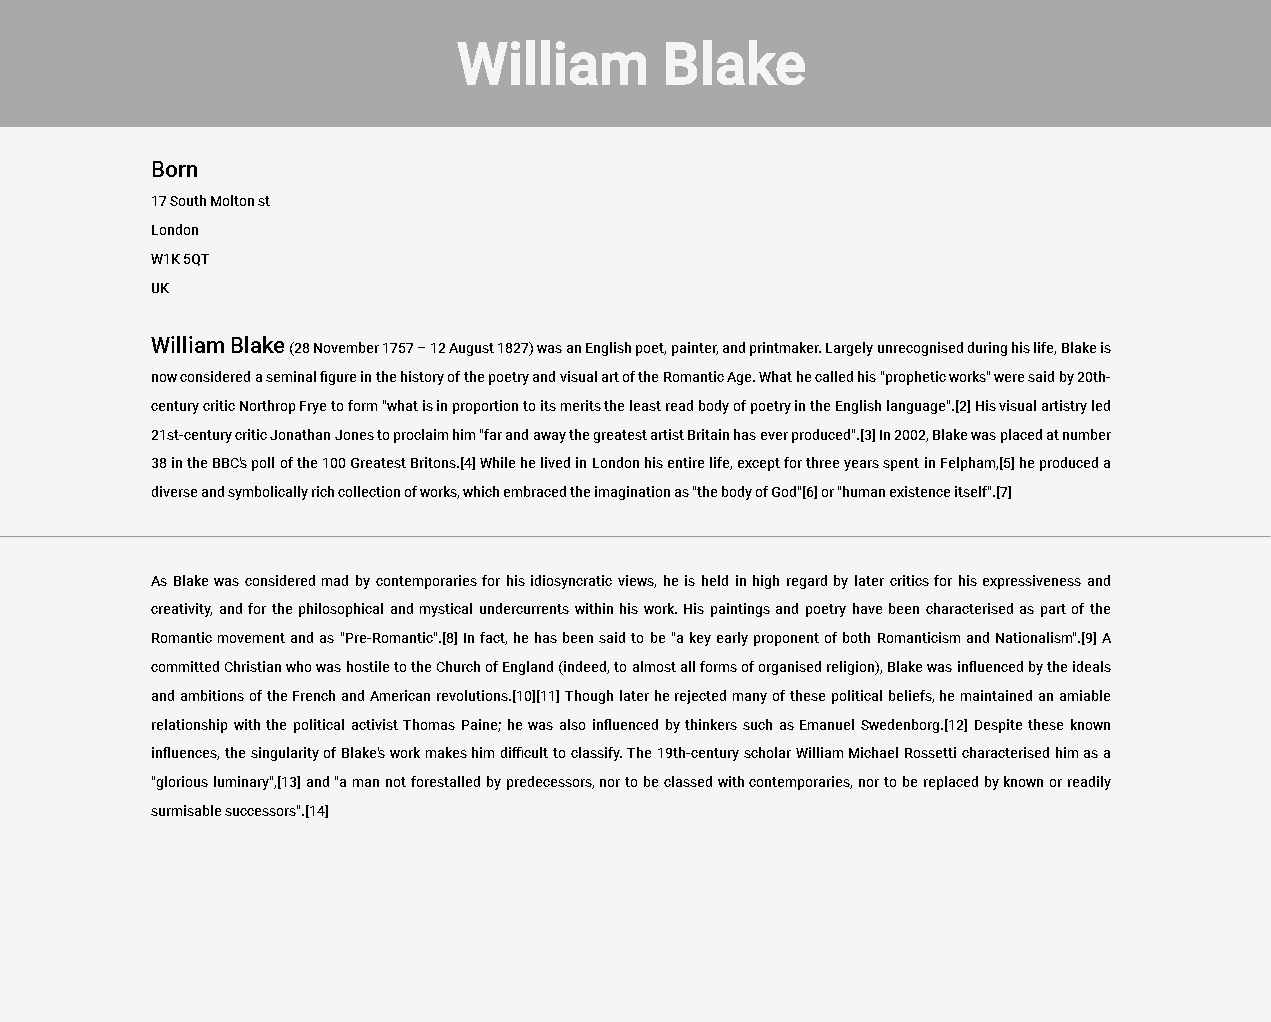 William Blake
Born
17 South Molton st
London
W1K 5QT
UK
William Blake (28 November 1757 – 12 August 1827) was an English poet, painter, and printmaker. Largely unrecognised during his life, Blake is
now considered a seminal figure in the history of the poetry and visual art of the Romantic Age. What he called his "prophetic works" were said by 20th-
century critic Northrop Frye to form "what is in proportion to its merits the least read body of poetry in the English language".[2] His visual artistry led
21st-century critic Jonathan Jones to proclaim him "far and away the greatest artist Britain has ever produced".[3] In 2002, Blake was placed at number
38 in the BBC's poll of the 100 Greatest Britons.[4] While he lived in London his entire life, except for three years spent in Felpham,[5] he produced a
diverse and symbolically rich collection of works, which embraced the imagination as "the body of God"[6] or "human existence itself".[7]
As Blake was considered mad by contemporaries for his idiosyncratic views, he is held in high regard by later critics for his expressiveness and
creativity, and for the philosophical and mystical undercurrents within his work. His paintings and poetry have been characterised as part of the
Romantic movement and as "Pre-Romantic".[8] In fact, he has been said to be "a key early proponent of both Romanticism and Nationalism".[9] A
committed Christian who was hostile to the Church of England (indeed, to almost all forms of organised religion), Blake was influenced by the ideals
and ambitions of the French and American revolutions.[10][11] Though later he rejected many of these political beliefs, he maintained an amiable
relationship with the political activist Thomas Paine; he was also influenced by thinkers such as Emanuel Swedenborg.[12] Despite these known
influences, the singularity of Blake's work makes him difficult to classify. The 19th-century scholar William Michael Rossetti characterised him as a
"glorious luminary",[13] and "a man not forestalled by predecessors, nor to be classed with contemporaries, nor to be replaced by known or readily
surmisable successors".[14]